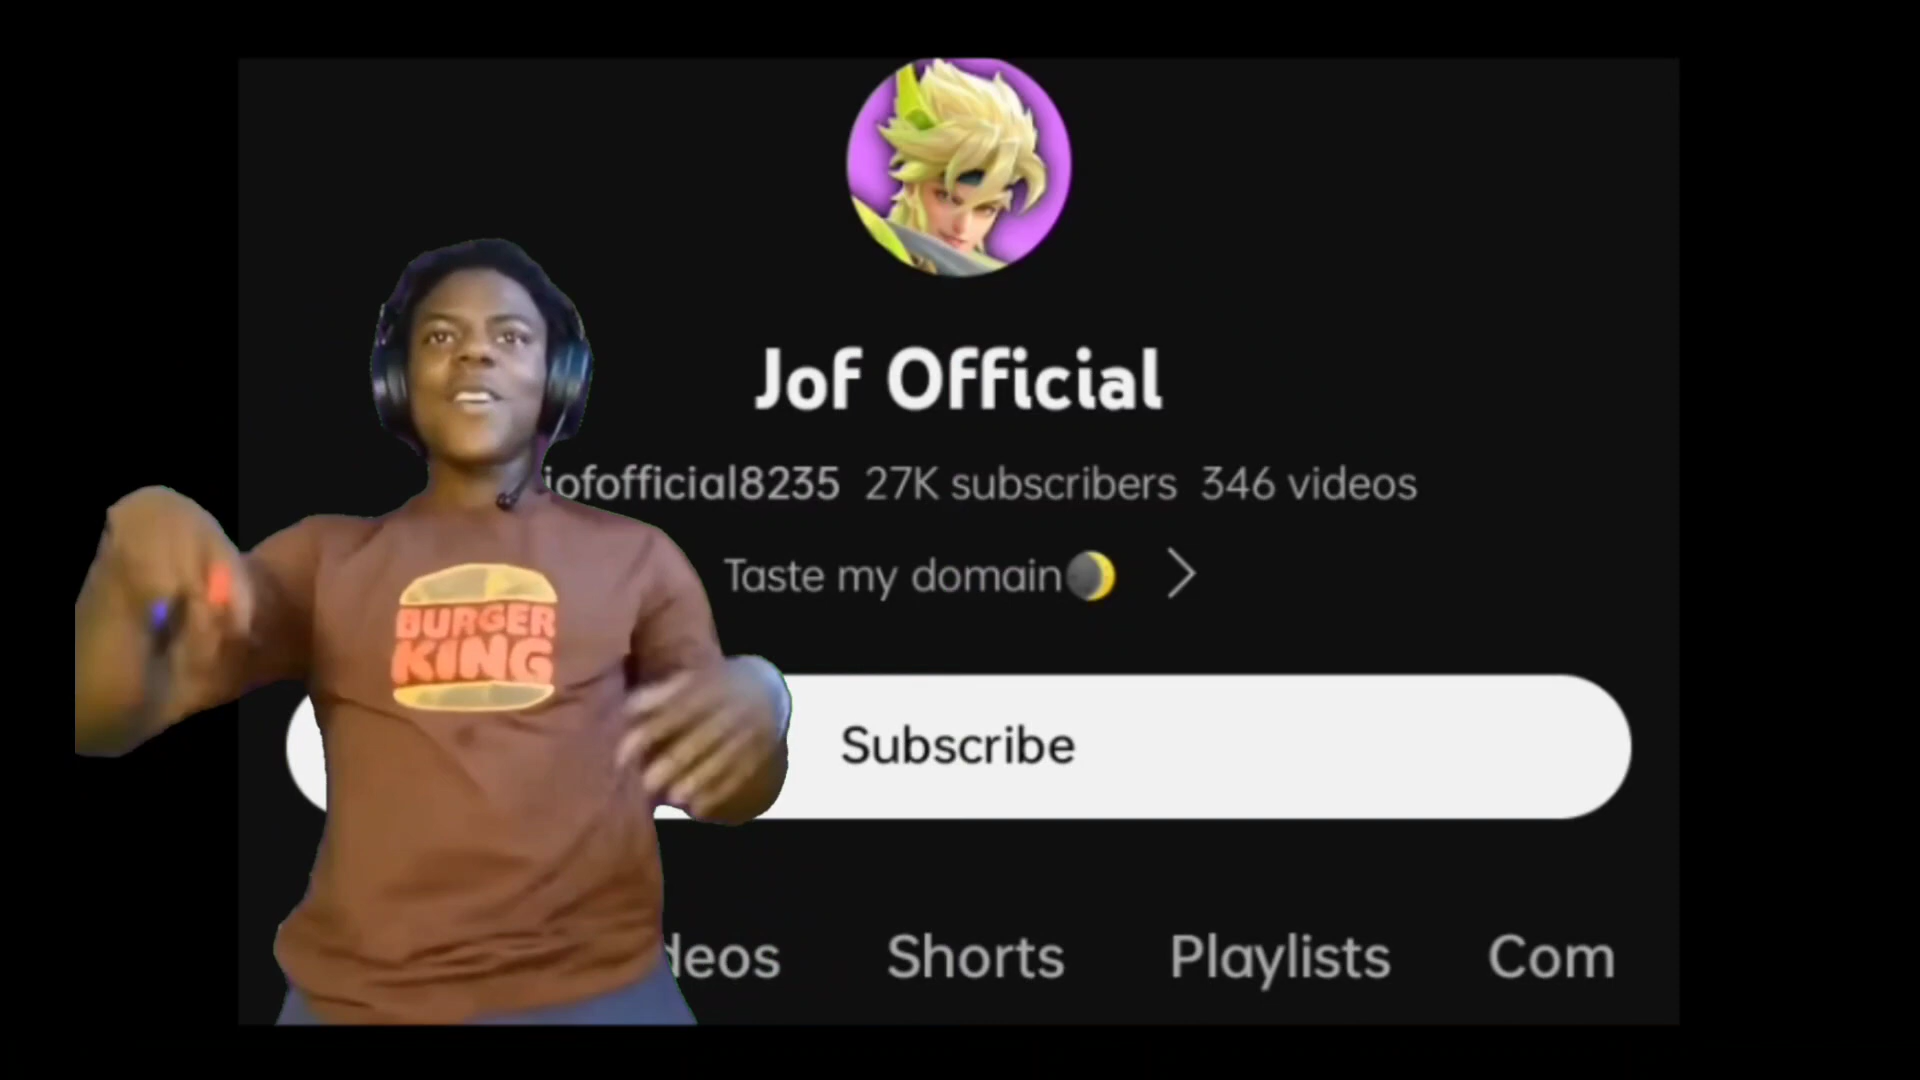 Jof Official
jofofficial8235 27K subscribers 346 videos
Taste my domain
BURGER
KING
Subscribe
deos Shorts Playlists Com